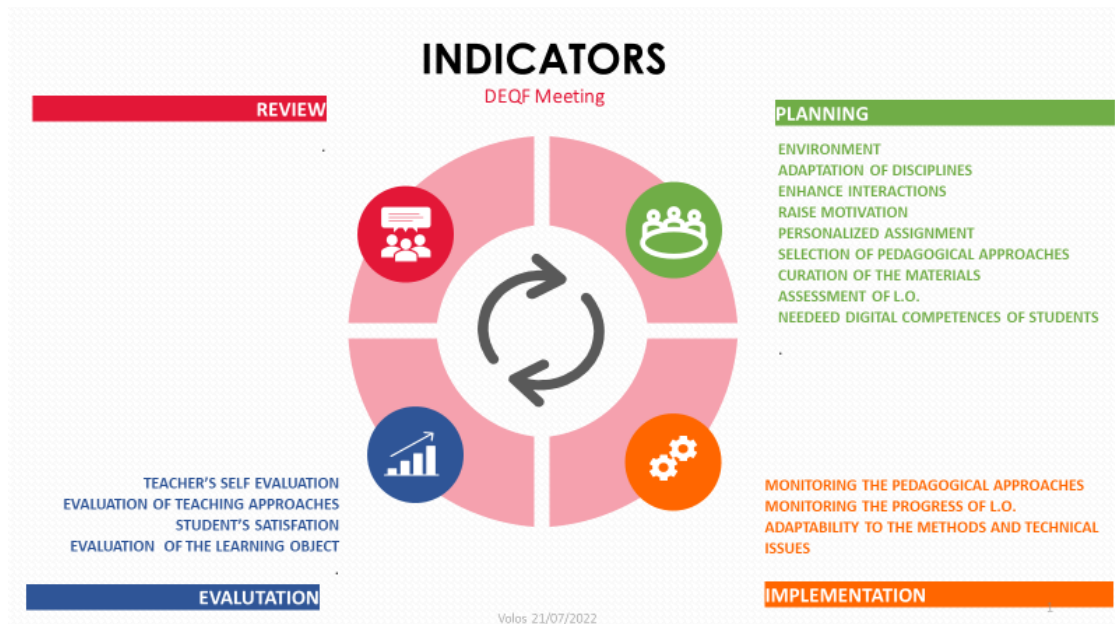 INDICATORS
DEQF Meeting
REVIEW
.
PLANNING
ENVIRONMENT
ADAPTATION OF DISCIPLINES
ENHANCE INTERACTIONS
RAISE MOTIVATION
PERSONALIZED ASSIGNMENT
SELECTION OF PEDAGOGICAL APPROACHES
CURATION OF THE MATERIALS
ASSESSMENT OF L.O.
NEEDEED DIGITAL COMPETENCES OF STUDENTS
.
TEACHER'S SELF EVALUATION
EVALUATION OF TEACHING APPROACHES
STUDENT'S SATISFATION
EVALUATION OF THE LEARNING OBJECT
.
EVALUTATION
MONITORING THE PEDAGOGICAL APPROACHES
MONITORING THE PROGRESS OF L.O.
ADAPTABILITY TO THE METHODS AND TECHNICAL
ISSUES
IMPLEMENTATION
Volos 21/07/2022
1